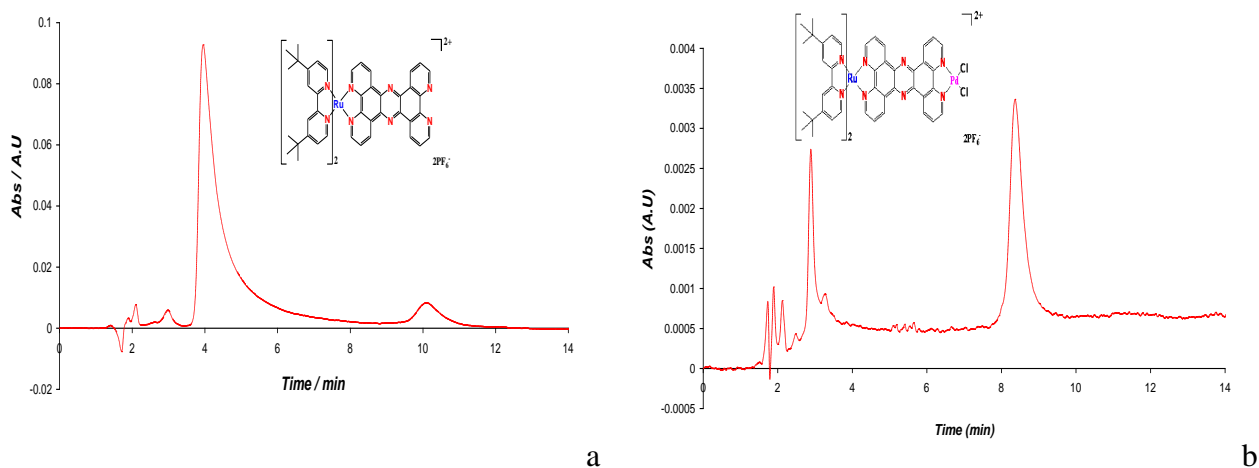 0.1
0.08
0.06
0.04
0.02
0
-0.02
0 2 4 6 8 10 12 14
Abs / A.U
Time / min
2+
N N N N
Ru
N N N N
2
2PF6-
a
0.004
0.0035
0.003
0.0025
0.002
0.0015
0.001
0.0005
0
-0.0005
0 2 4 6 8 10 12 14
Abs (A.U)
Time (min)
2+
N N N N Cl
Ru Pd
N N N N Cl
2
2PF6-
b